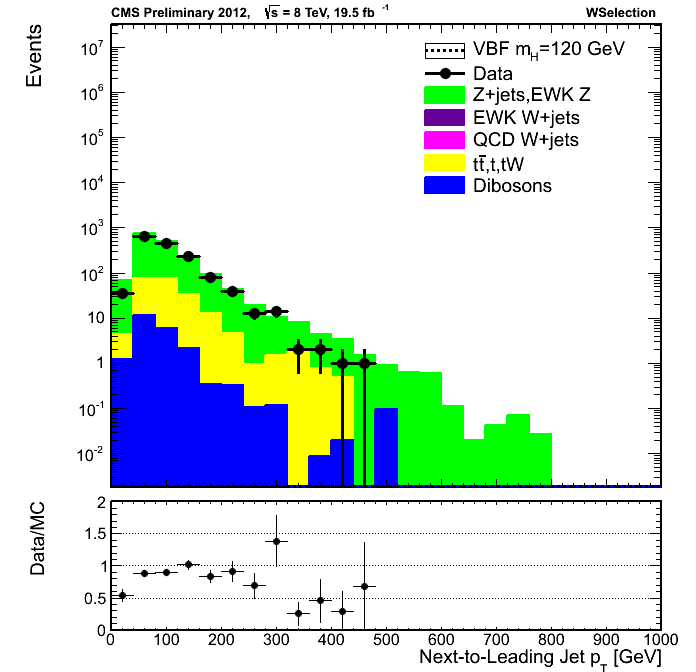 CMS Preliminary 2012, √s = 8 TeV, 19.5 fb⁻¹ WSelection
Events
10⁷
10⁶
10⁵
10⁴
10³
10²
10
1
10⁻¹
10⁻²
VBF m_H=120 GeV
Data
Z+jets,EWK Z
EWK W+jets
QCD W+jets
tt̄,t,tW
Dibosons
Data/MC
2
1.5
1
0.5
0
0 100 200 300 400 500 600 700 800 900 1000
Next-to-Leading Jet p_T [GeV]